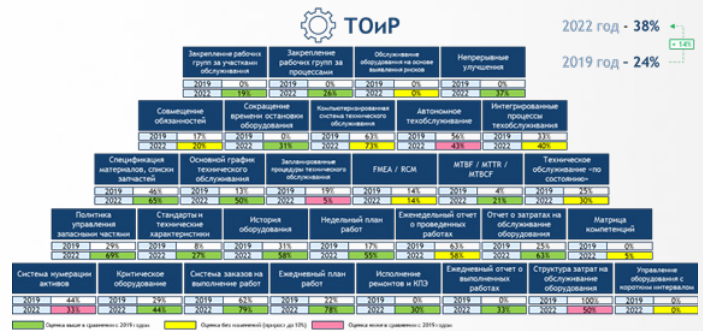 ТОиР
2022 год - 38%
+ 14%
2019 год - 24%
Закрепление рабочих групп за участками обслуживания
2019 0%
2022 19%
Закрепление рабочих групп за процессами
2019 0%
2022 26%
Обслуживание оборудования на основе выявления рисков
2019 0%
2022 0%
Непрерывные улучшения
2019 0%
2022 37%
Совмещение обязанностей
2019 17%
2022 20%
Сокращение времени остановки оборудования
2019 0%
2022 31%
Компьютеризированная система технического обслуживания
2019 63%
2022 73%
Автономное техобслуживание
2019 56%
2022 43%
Интегрированные процессы техобслуживания
2019 33%
2022 40%
Спецификация материалов, списки запчастей
2019 46%
2022 65%
Основной график технического обслуживания
2019 13%
2022 50%
Запланированные процедуры технического обслуживания
2019 19%
2022 5%
FMEA / RCM
2019 14%
2022 14%
MTBF / MTTR / MTBCF
2019 4%
2022 21%
Техническое обслуживание «по состоянию»
2019 25%
2022 30%
Политика управления запасными частями
2019 29%
2022 69%
Стандарты и технические характеристики
2019 8%
2022 27%
История оборудования
2019 31%
2022 58%
Недельный план работ
2019 17%
2022 55%
Еженедельный отчет о проведенных работах
2019 63%
2022 58%
Отчет о затратах на обслуживание оборудования
2019 25%
2022 63%
Матрица компетенций
2019 0%
2022 5%
Система нумерации активов
2019 44%
2022 33%
Критическое оборудование
2019 29%
2022 44%
Система заказов на выполнение работ
2019 62%
2022 79%
Ежедневный план работ
2019 22%
2022 78%
Исполнение ремонтов и КПЭ
2019 0%
2022 30%
Ежедневный отчет о выполненных работах
2019 0%
2022 33%
Структура затрат на обслуживание оборудования
2019 100%
2022 50%
Управление оборудования с коротким интервалом
2019 0%
2022 0%
Оценка выше в сравнении с 2019 годом
Оценка без изменений (прирост до 10%)
Оценка ниже в сравнении с 2019 годом